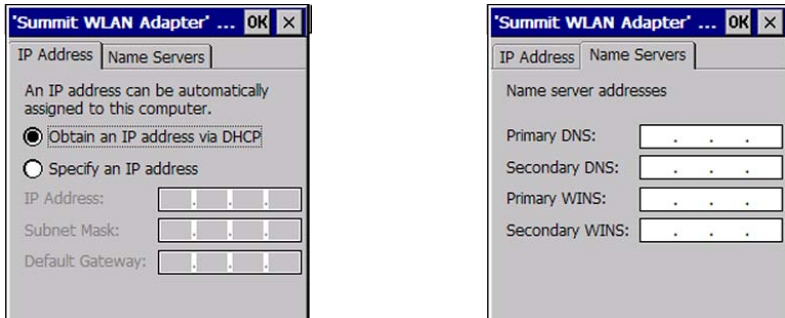 'Summit WLAN Adapter' ... OK ×
IP Address Name Servers
An IP address can be automatically
assigned to this computer.
Obtain an IP address via DHCP
Specify an IP address
IP Address: . . .
Subnet Mask: . . .
Default Gateway: . . .
'Summit WLAN Adapter' ... OK ×
IP Address Name Servers
Name server addresses
Primary DNS: . . .
Secondary DNS: . . .
Primary WINS: . . .
Secondary WINS: . . .